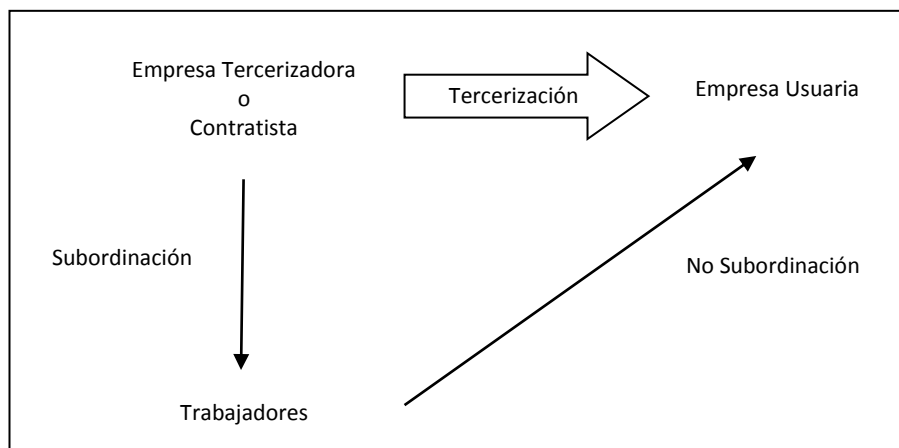 Empresa Tercerizadora
o
Contratista
Tercerización
Empresa Usuaria
Subordinación
No Subordinación
Trabajadores